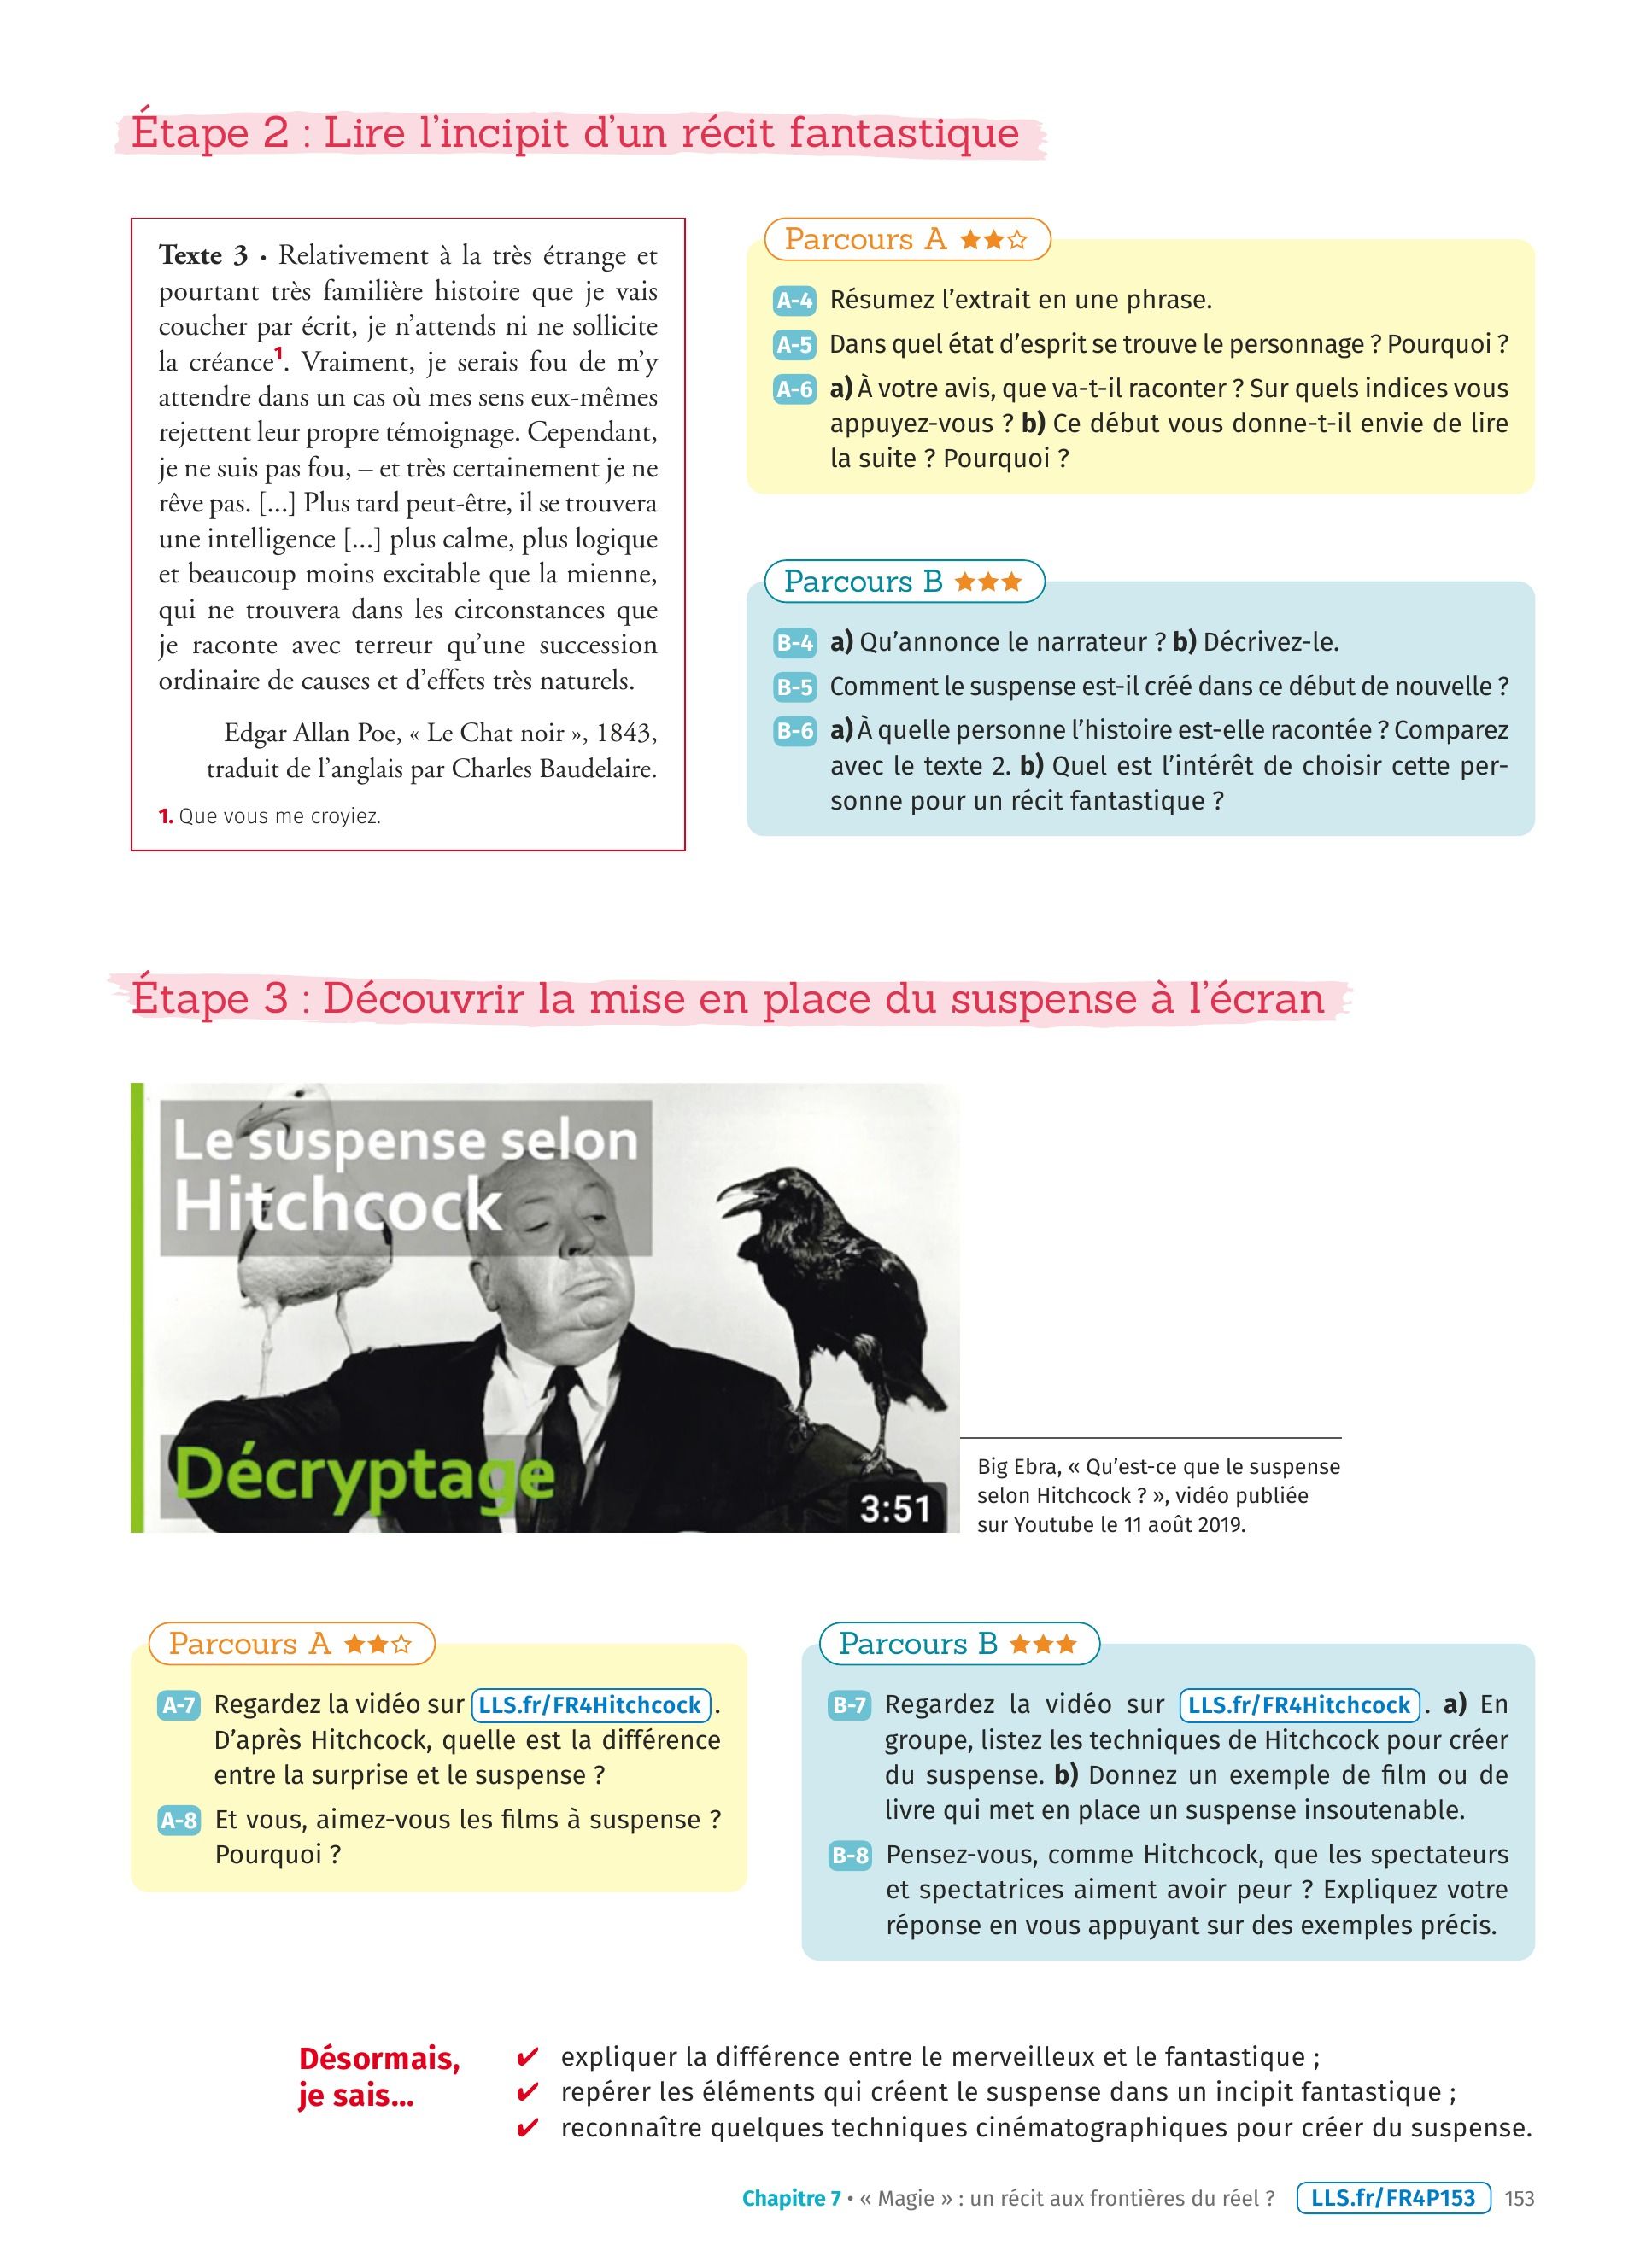 Étape 2 : Lire l'incipit d'un récit fantastique
Texte 3 • Relativement à la très étrange et
pourtant très familière histoire que je vais
coucher par écrit, je n'attends ni ne sollicite
la créance1. Vraiment, je serais fou de m'y
attendre dans un cas où mes sens eux-mêmes
rejettent leur propre témoignage. Cependant,
je ne suis pas fou, – et très certainement je ne
rêve pas. [...] Plus tard peut-être, il se trouvera
une intelligence [...] plus calme, plus logique
et beaucoup moins excitable que la mienne,
qui ne trouvera dans les circonstances que
je raconte avec terreur qu'une succession
ordinaire de causes et d'effets très naturels.
Edgar Allan Poe, « Le Chat noir », 1843,
traduit de l'anglais par Charles Baudelaire.
1. Que vous me croyiez.
Parcours A ★★☆
A-4 Résumez l'extrait en une phrase.
A-5 Dans quel état d'esprit se trouve le personnage ? Pourquoi ?
A-6 a) À votre avis, que va-t-il raconter ? Sur quels indices vous
appuyez-vous ? b) Ce début vous donne-t-il envie de lire
la suite ? Pourquoi ?
Parcours B ★★★
B-4 a) Qu'annonce le narrateur ? b) Décrivez-le.
B-5 Comment le suspense est-il créé dans ce début de nouvelle ?
B-6 a) À quelle personne l'histoire est-elle racontée ? Comparez
avec le texte 2. b) Quel est l'intérêt de choisir cette per-
sonne pour un récit fantastique ?
Étape 3 : Découvrir la mise en place du suspense à l'écran
Le suspense selon
Hitchcock
Décryptage
3:51
Big Ebra, « Qu'est-ce que le suspense
selon Hitchcock ? », vidéo publiée
sur Youtube le 11 août 2019.
Parcours A ★★☆
A-7 Regardez la vidéo sur LLS.fr/FR4Hitchcock .
D'après Hitchcock, quelle est la différence
entre la surprise et le suspense ?
A-8 Et vous, aimez-vous les films à suspense ?
Pourquoi ?
Parcours B ★★★
B-7 Regardez la vidéo sur LLS.fr/FR4Hitchcock . a) En
groupe, listez les techniques de Hitchcock pour créer
du suspense. b) Donnez un exemple de film ou de
livre qui met en place un suspense insoutenable.
B-8 Pensez-vous, comme Hitchcock, que les spectateurs
et spectatrices aiment avoir peur ? Expliquez votre
réponse en vous appuyant sur des exemples précis.
Désormais,
je sais...
✔ expliquer la différence entre le merveilleux et le fantastique ;
✔ repérer les éléments qui créent le suspense dans un incipit fantastique ;
✔ reconnaître quelques techniques cinématographiques pour créer du suspense.
Chapitre 7 • « Magie » : un récit aux frontières du réel ? LLS.fr/FR4P153 153